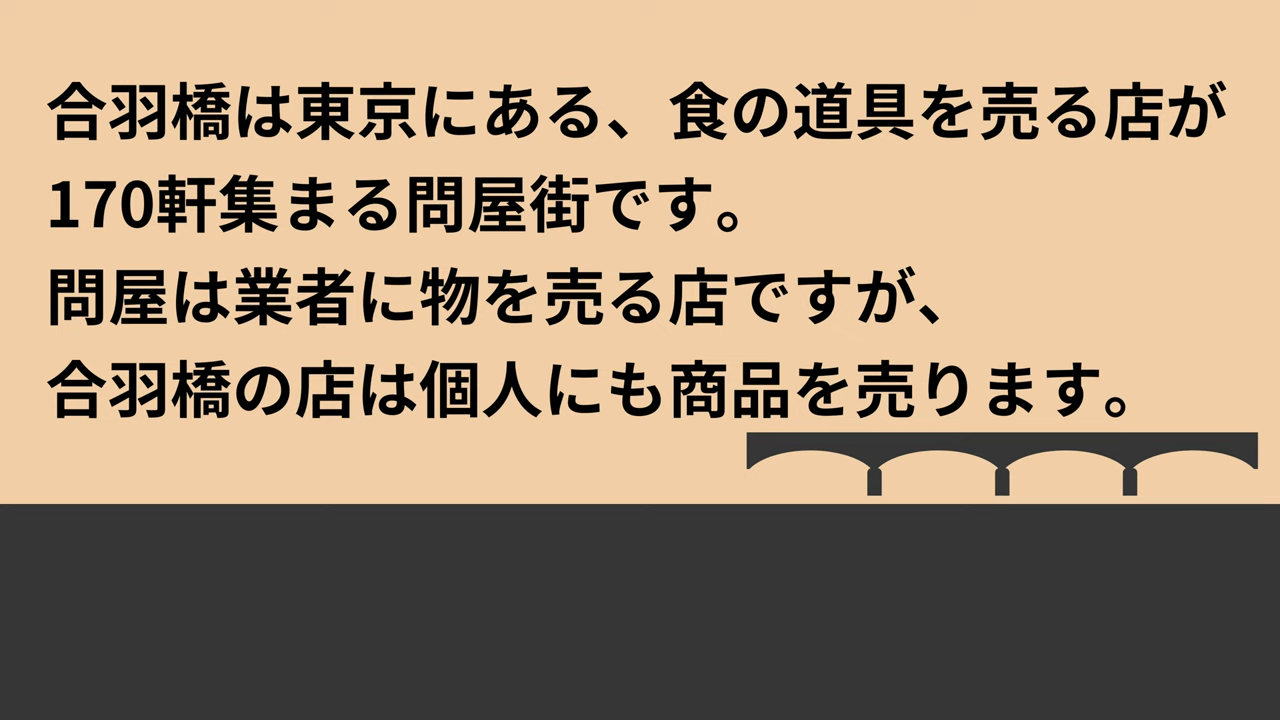 合羽橋は東京にある、食の道具を売る店が
170軒集まる問屋街です。
問屋は業者に物を売る店ですが、
合羽橋の店は個人にも商品を売ります。